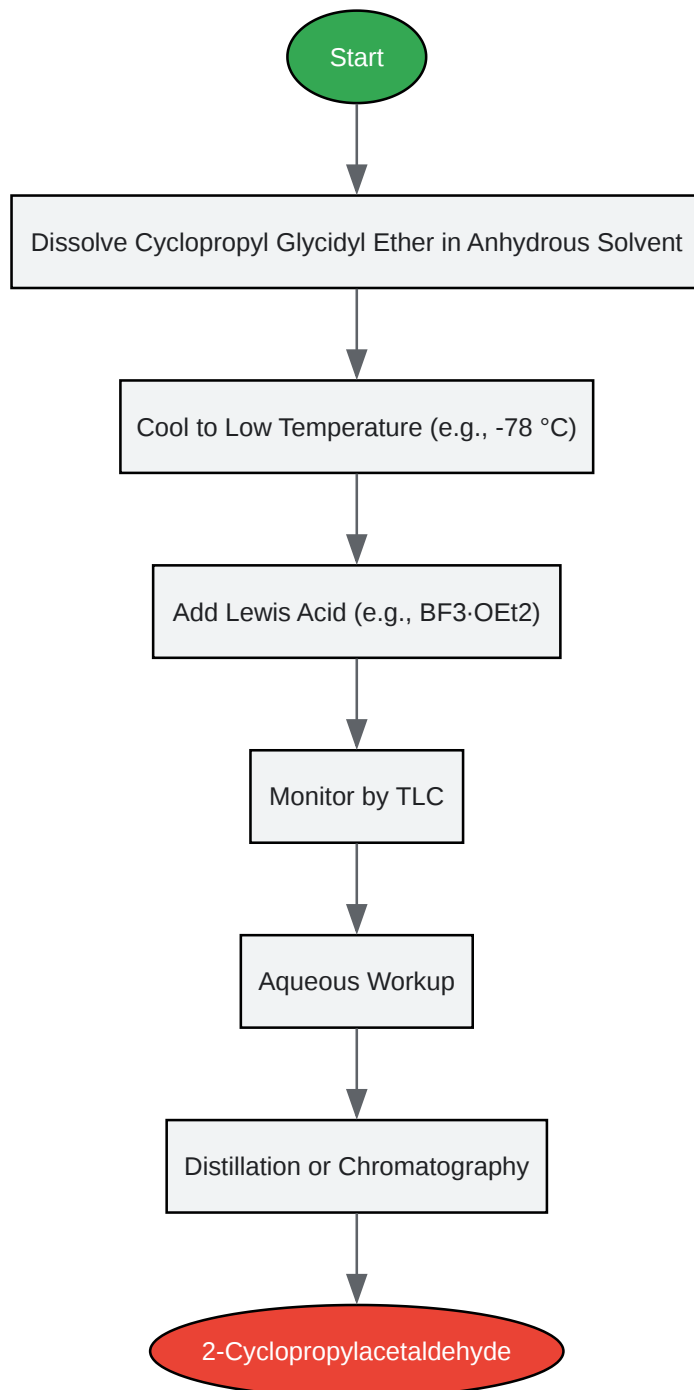 Start
Dissolve Cyclopropyl Glycidyl Ether in Anhydrous Solvent
Cool to Low Temperature (e.g., -78 °C)
Add Lewis Acid (e.g., BF3·OEt2)
Monitor by TLC
Aqueous Workup
Distillation or Chromatography
2-Cyclopropylacetaldehyde